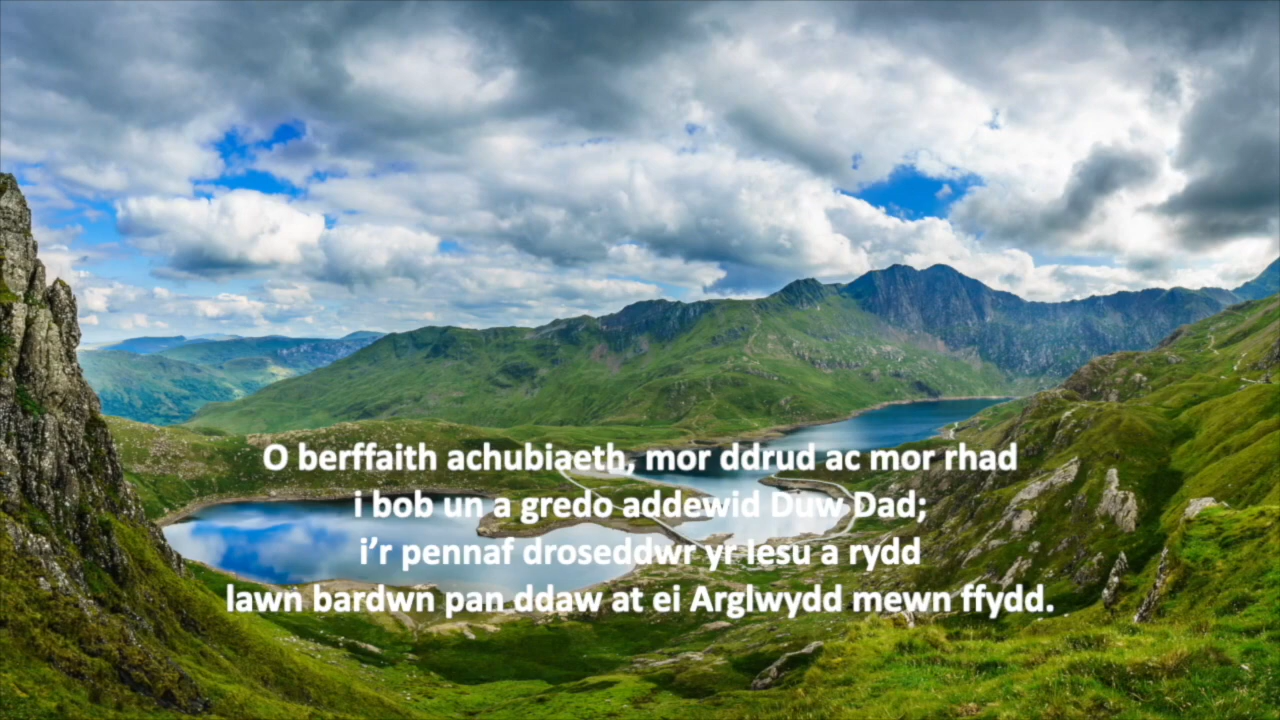 O berffaith achubiaeth, mor ddrud ac mor rhad
i bob un a gredo addewid Duw Dad;
i’r pennaf droseddwr yr Iesu a rydd
lawn bardwn pan ddaw at ei Arglwydd mewn ffydd.